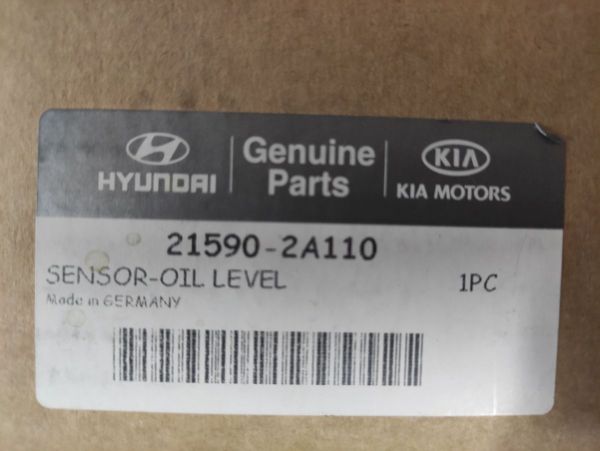 HYUNDAI
Genuine
Parts
KIA
KIA MOTORS
21590-2A110
SENSOR-OIL LEVEL 1PC
Made in GERMANY